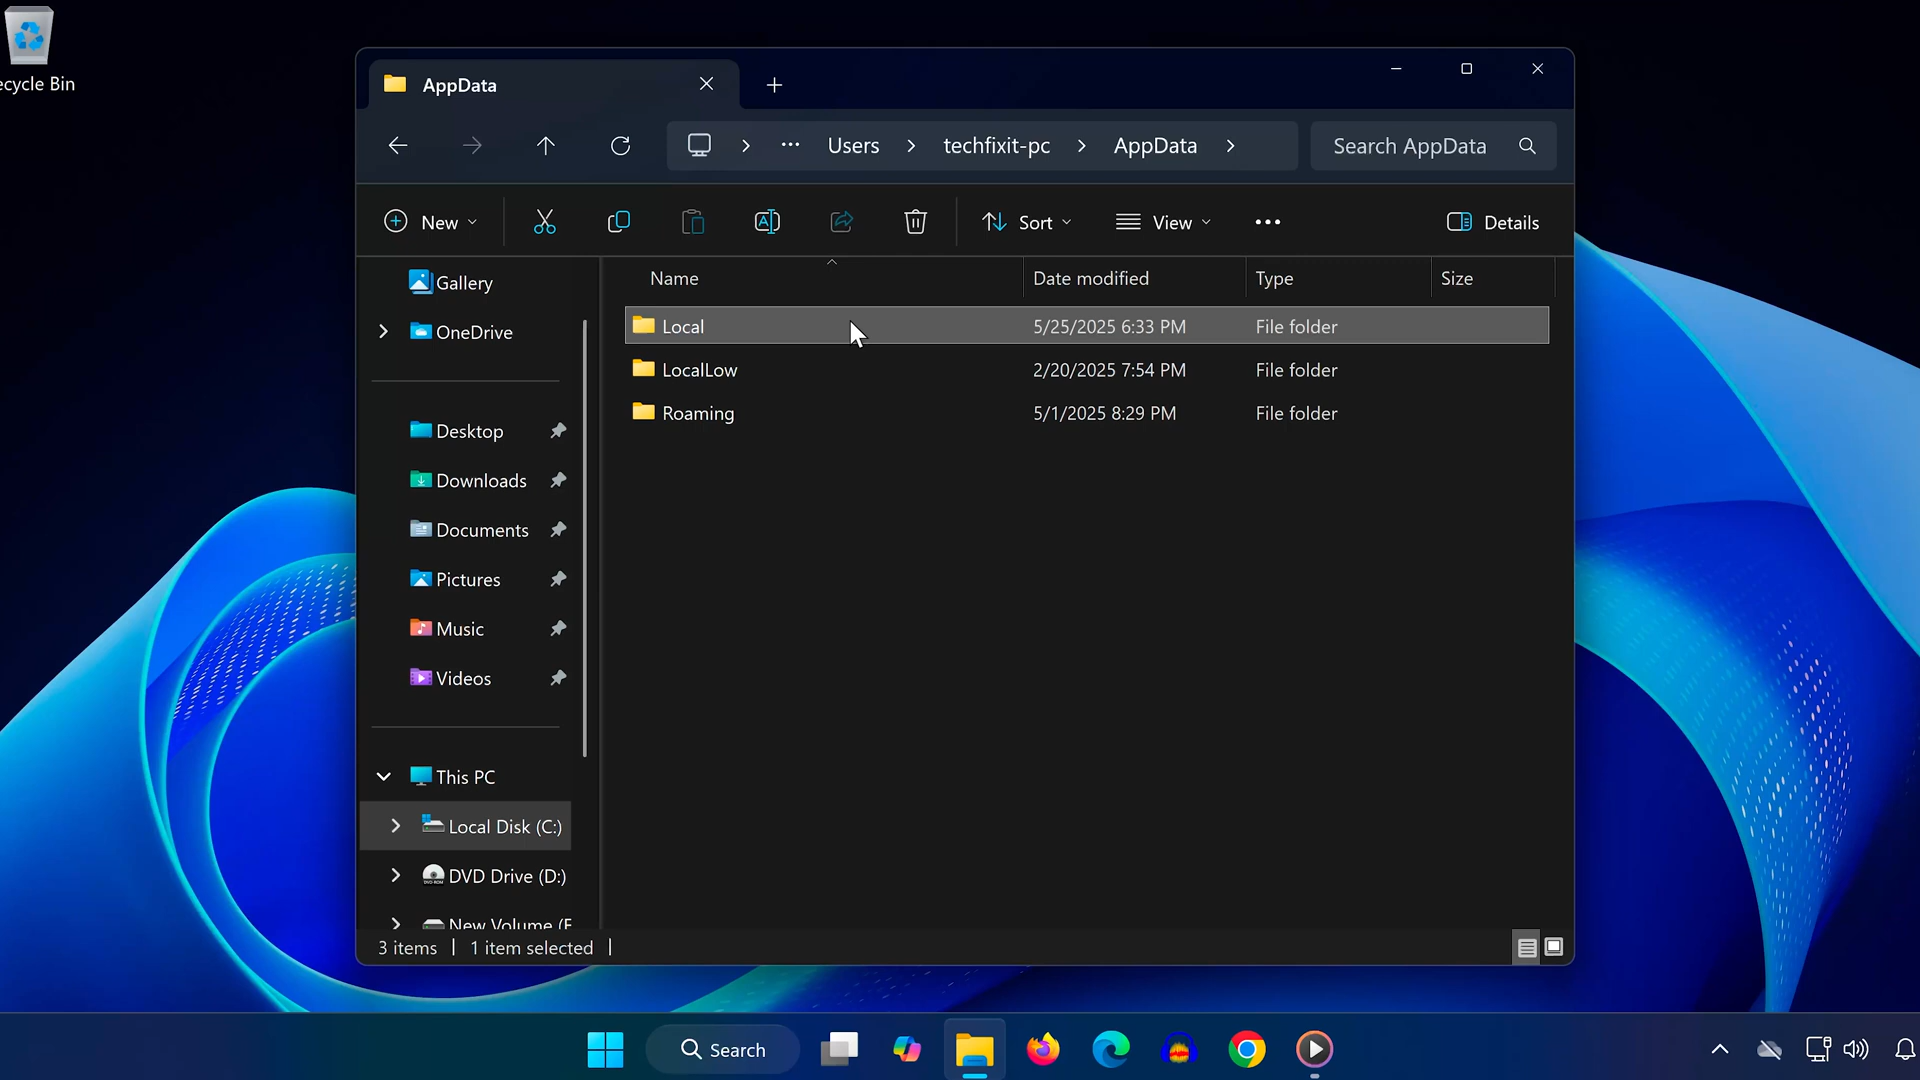 ecycle Bin
AppData
Users
techfixit-pc
AppData
Search AppData
New
Sort
View
Details
Name
Date modified
Type
Size
Gallery
OneDrive
Desktop
Downloads
Documents
Pictures
Music
Videos
This PC
Local Disk (C:)
DVD Drive (D:)
New Volume (E
Local 5/25/2025 6:33 PM File folder
LocalLow 2/20/2025 7:54 PM File folder
Roaming 5/1/2025 8:29 PM File folder
3 items
1 item selected
Search